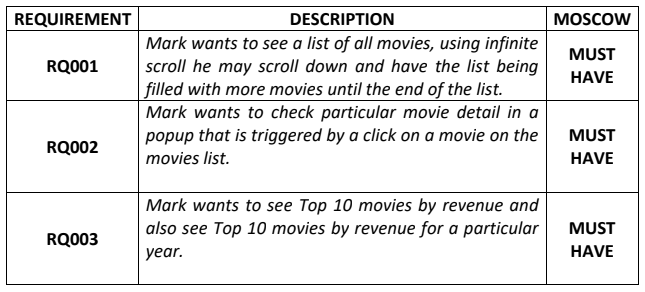 REQUIREMENT DESCRIPTION MOSCOW
RQ001
Mark wants to see a list of all movies, using infinite
scroll he may scroll down and have the list being
filled with more movies until the end of the list.
MUST
HAVE
RQ002
Mark wants to check particular movie detail in a
popup that is triggered by a click on a movie on the
movies list.
MUST
HAVE
RQ003
Mark wants to see Top 10 movies by revenue and
also see Top 10 movies by revenue for a particular
year.
MUST
HAVE